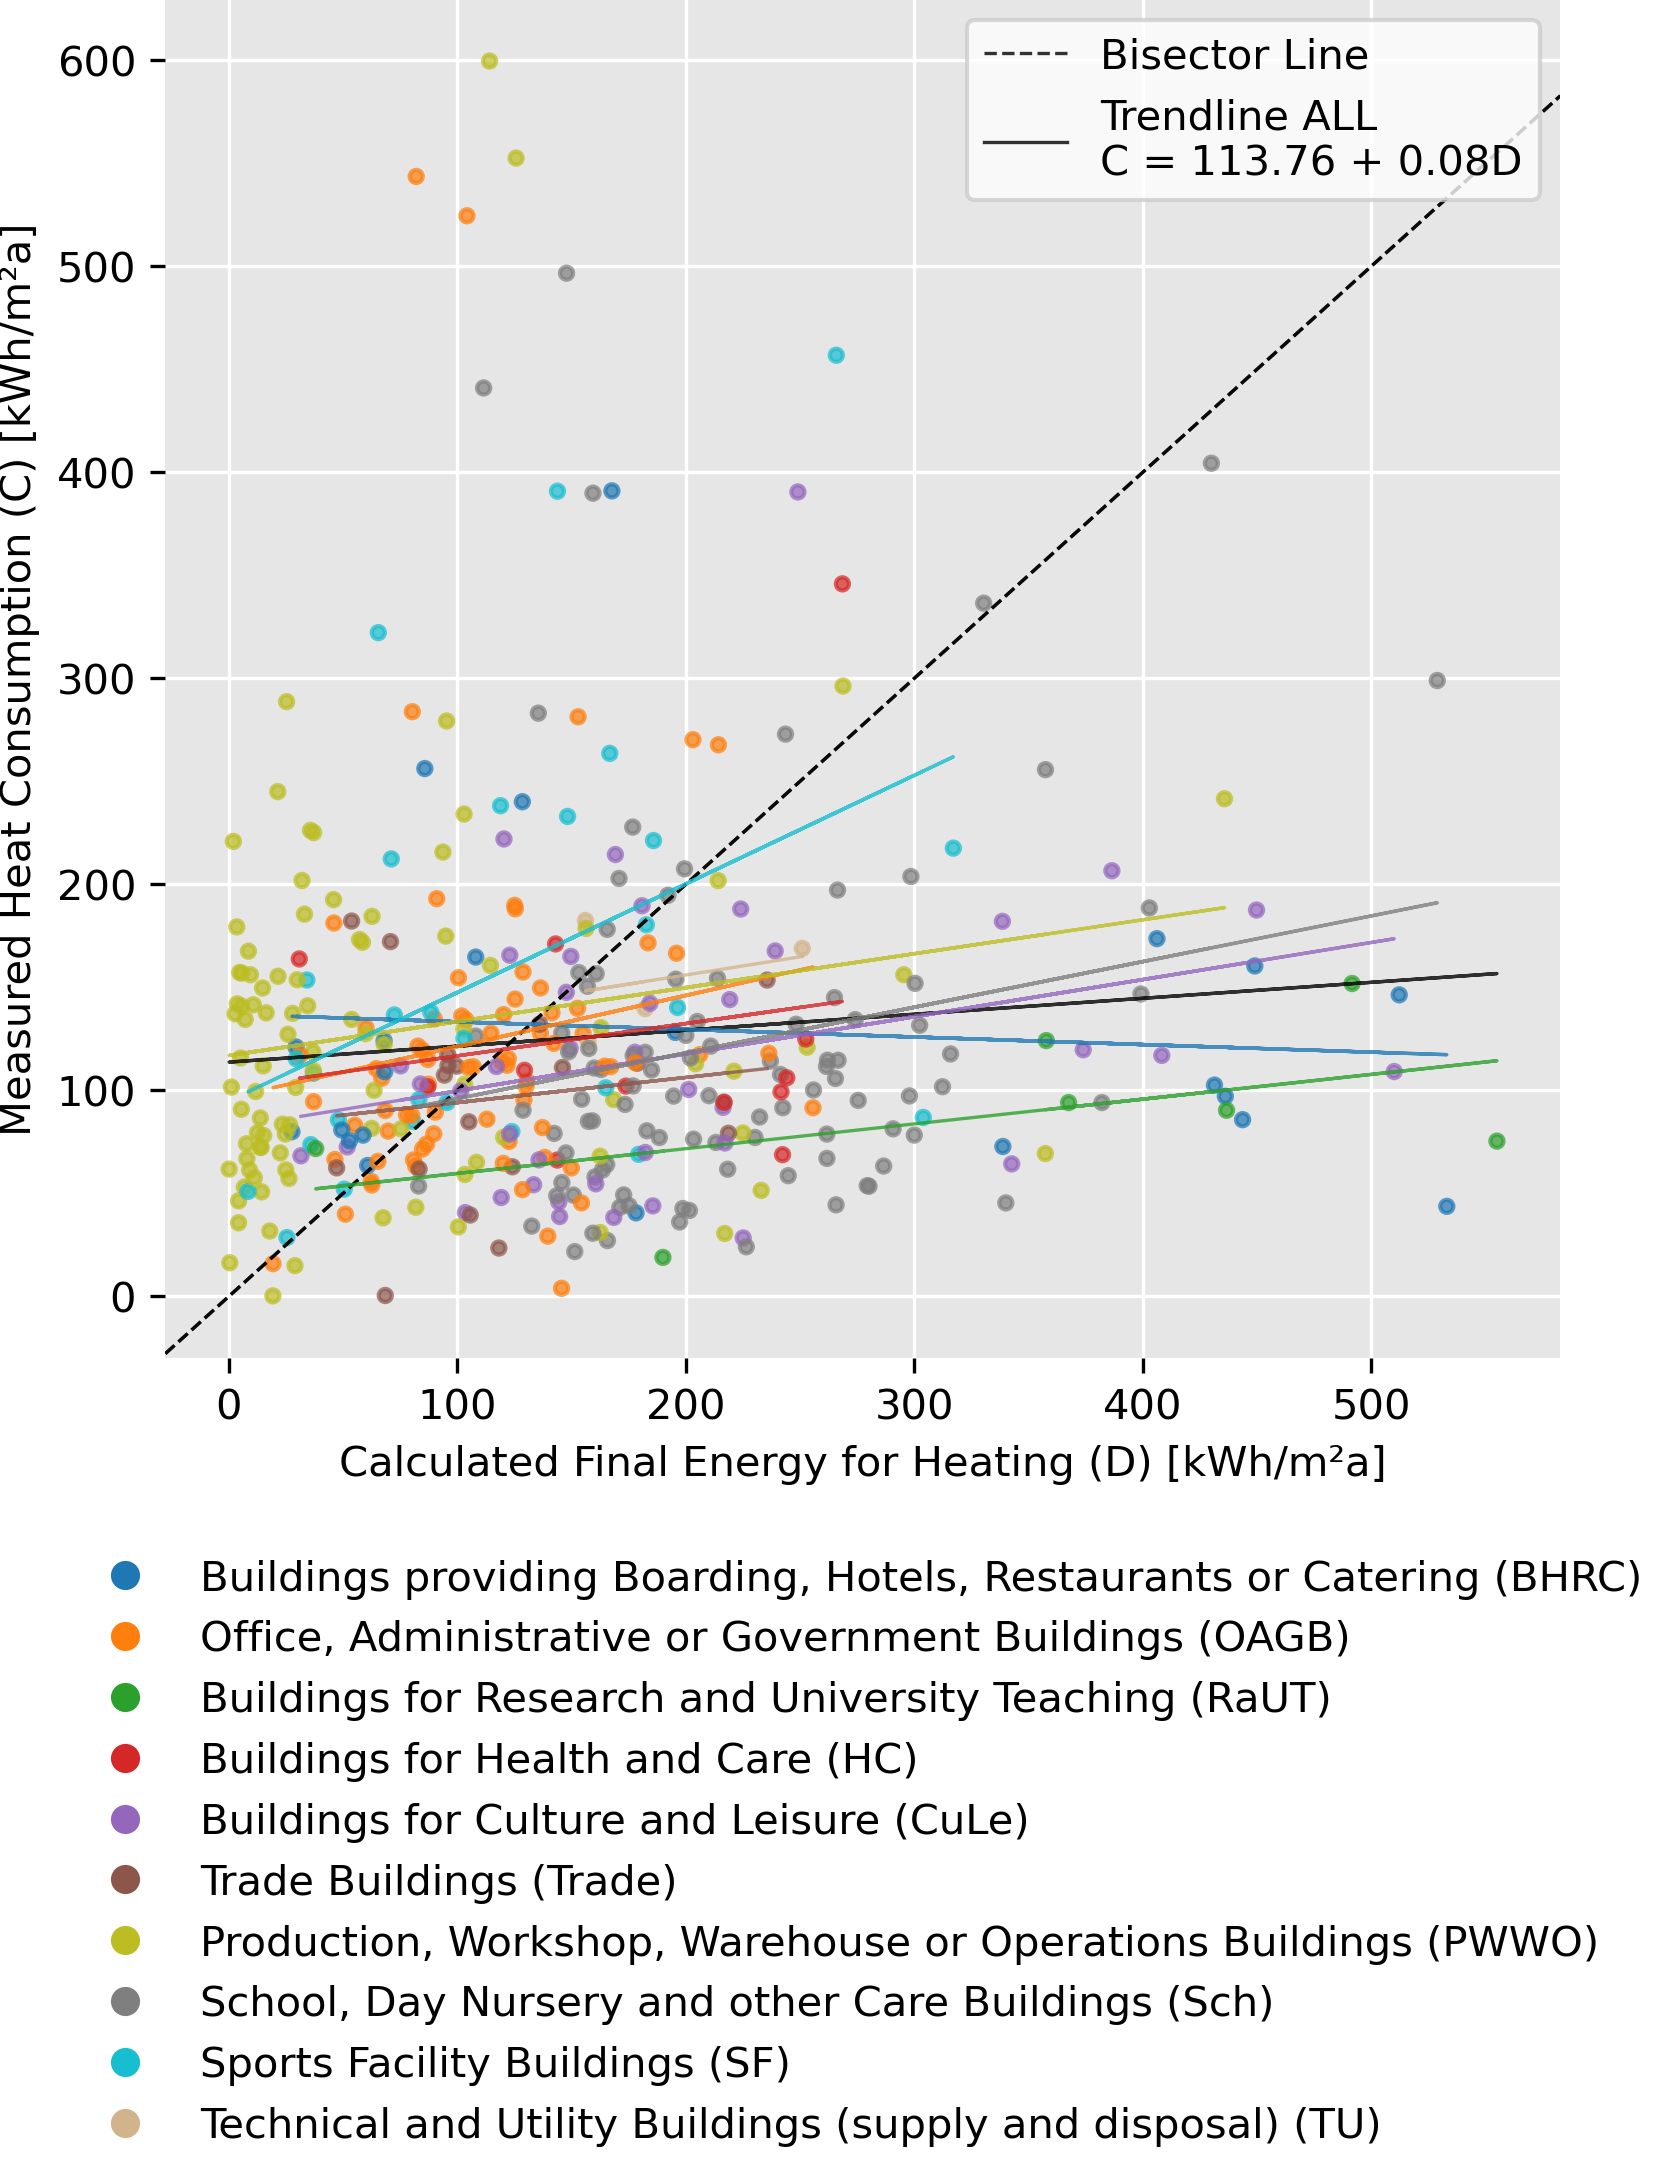 Bisector Line
Trendline ALL
C = 113.76 + 0.08D
600
500
400
300
200
100
0
Measured Heat Consumption (C) [kWh/m²a]
0 100 200 300 400 500
Calculated Final Energy for Heating (D) [kWh/m²a]
Buildings providing Boarding, Hotels, Restaurants or Catering (BHRC)
Office, Administrative or Government Buildings (OAGB)
Buildings for Research and University Teaching (RaUT)
Buildings for Health and Care (HC)
Buildings for Culture and Leisure (CuLe)
Trade Buildings (Trade)
Production, Workshop, Warehouse or Operations Buildings (PWWO)
School, Day Nursery and other Care Buildings (Sch)
Sports Facility Buildings (SF)
Technical and Utility Buildings (supply and disposal) (TU)